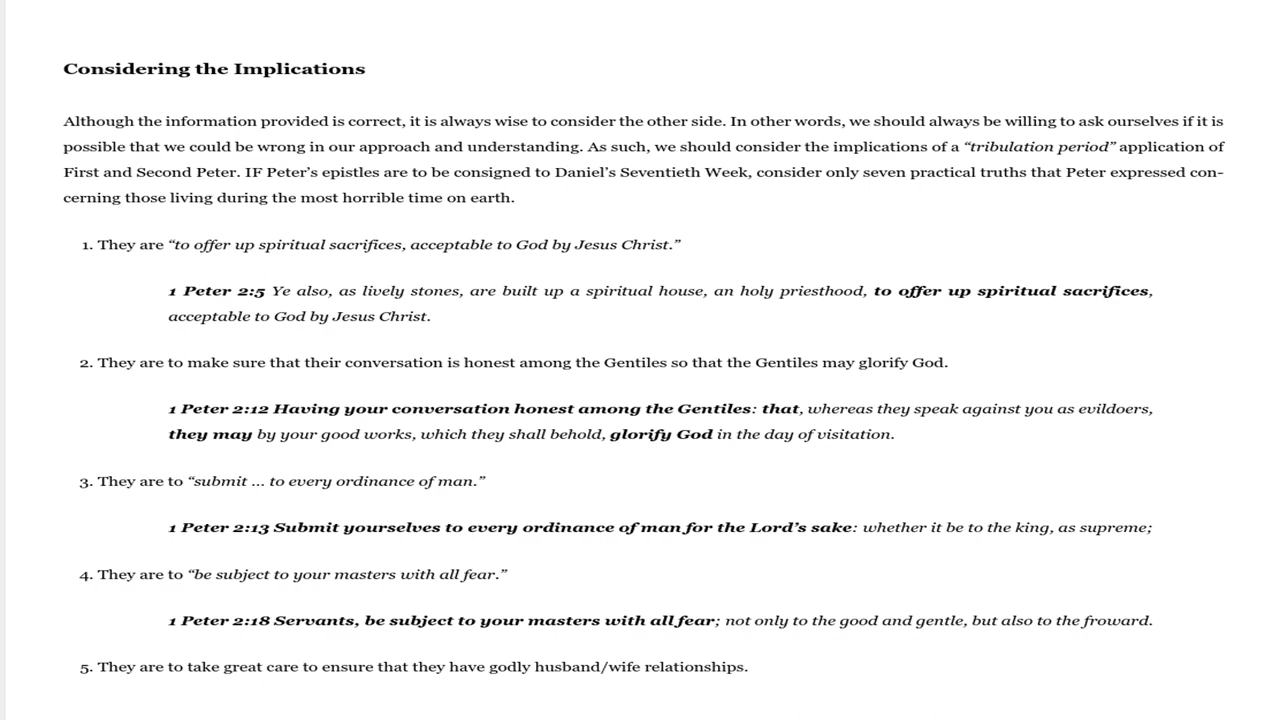 Considering the Implications
Although the information provided is correct, it is always wise to consider the other side. In other words, we should always be willing to ask ourselves if it is
possible that we could be wrong in our approach and understanding. As such, we should consider the implications of a “tribulation period” application of
First and Second Peter. IF Peter’s epistles are to be consigned to Daniel’s Seventieth Week, consider only seven practical truths that Peter expressed con-
cerning those living during the most horrible time on earth.
1. They are “to offer up spiritual sacrifices, acceptable to God by Jesus Christ.”
1 Peter 2:5 Ye also, as lively stones, are built up a spiritual house, an holy priesthood, to offer up spiritual sacrifices,
acceptable to God by Jesus Christ.
2. They are to make sure that their conversation is honest among the Gentiles so that the Gentiles may glorify God.
1 Peter 2:12 Having your conversation honest among the Gentiles: that, whereas they speak against you as evildoers,
they may by your good works, which they shall behold, glorify God in the day of visitation.
3. They are to “submit ... to every ordinance of man.”
1 Peter 2:13 Submit yourselves to every ordinance of man for the Lord’s sake: whether it be to the king, as supreme;
4. They are to “be subject to your masters with all fear.”
1 Peter 2:18 Servants, be subject to your masters with all fear; not only to the good and gentle, but also to the froward.
5. They are to take great care to ensure that they have godly husband/wife relationships.